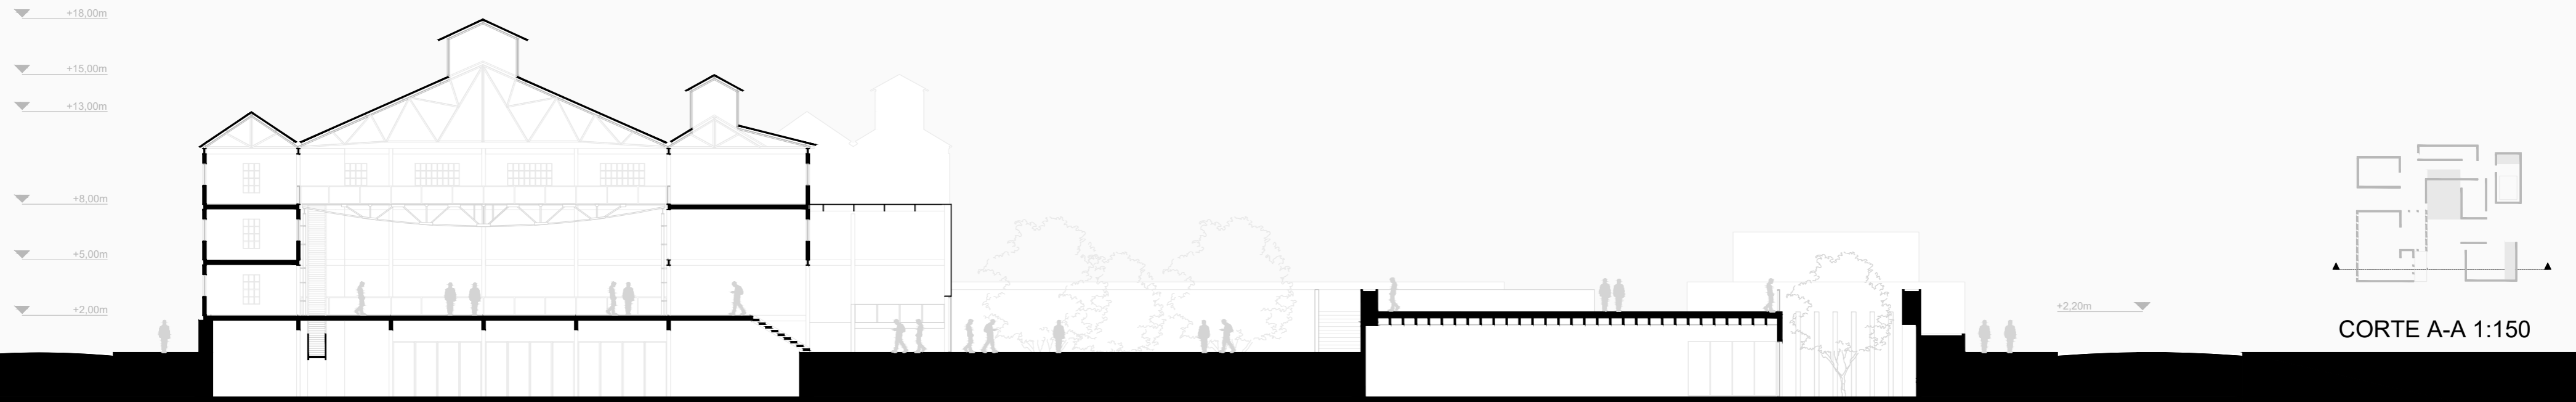 +18,00m
+15,00m
+13,00m
+8,00m
+5,00m
+2,00m
+2,20m
CORTE A-A 1:150